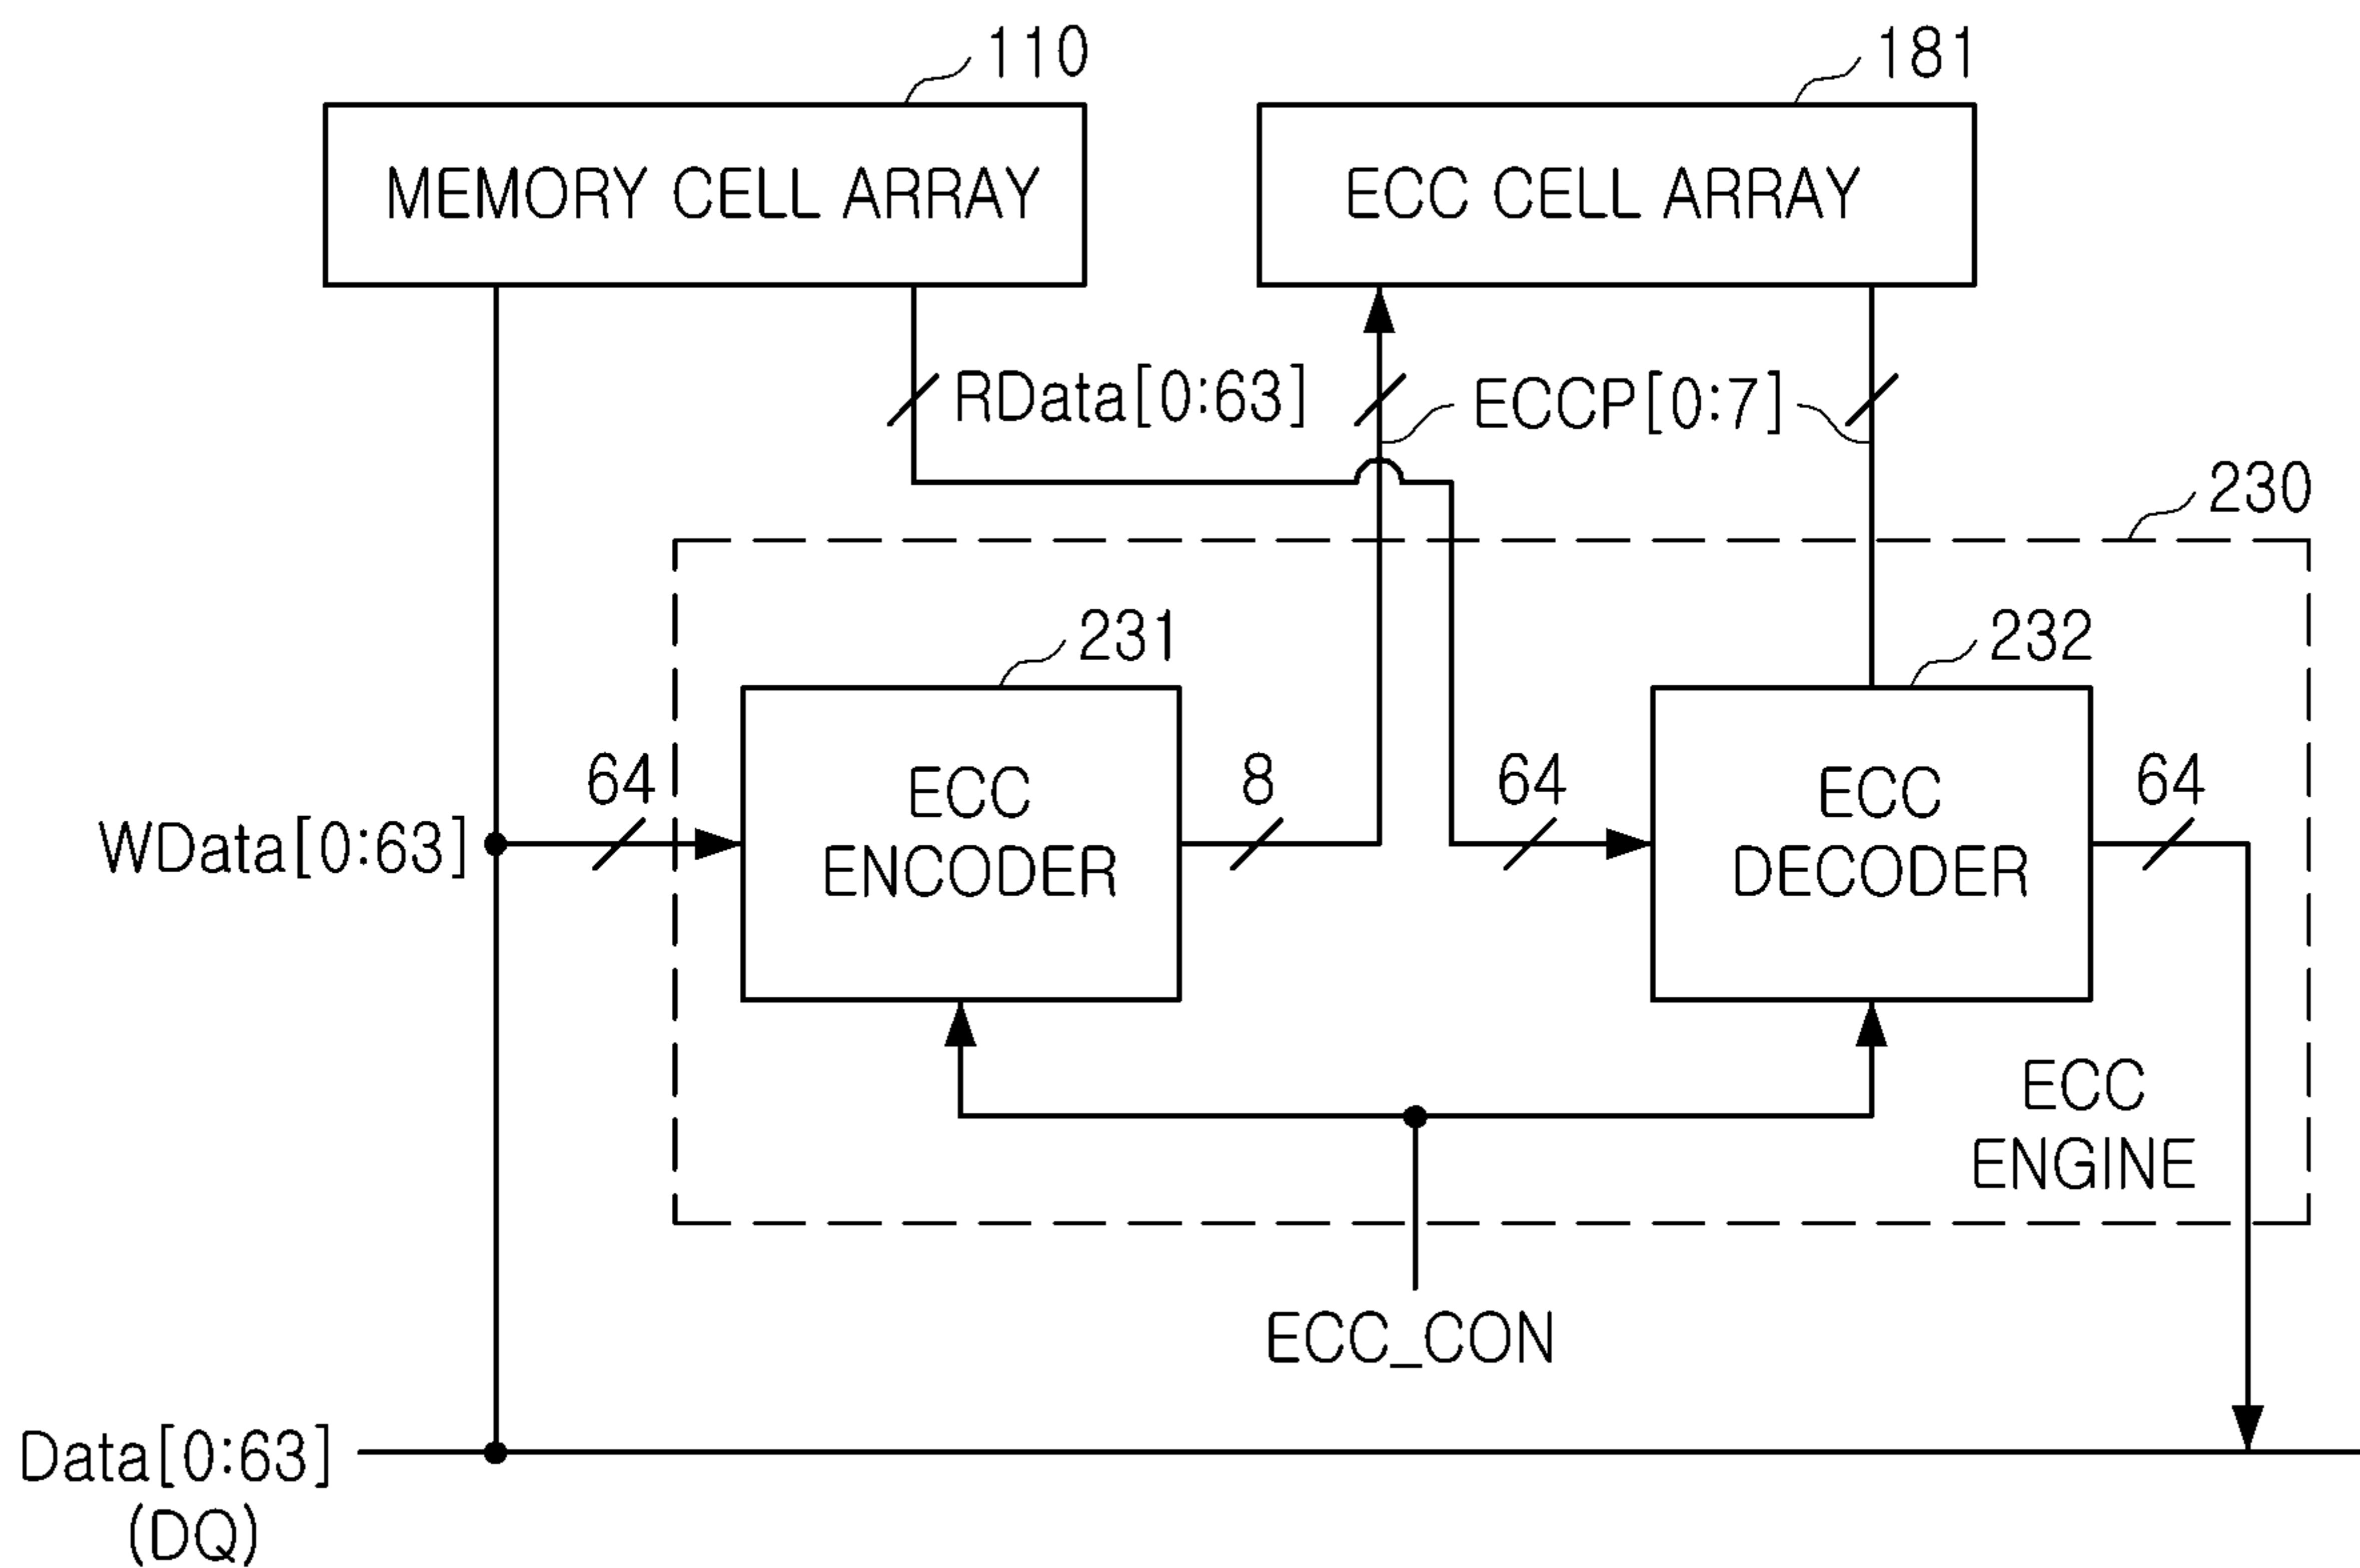 110
181
MEMORY CELL ARRAY
ECC CELL ARRAY
RData[0:63]
ECCP[0:7]
230
231
232
64
8
64
64
WData[0:63]
ECC
ENCODER
ECC
DECODER
ECC
ENGINE
ECC_CON
Data[0:63]
(DQ)